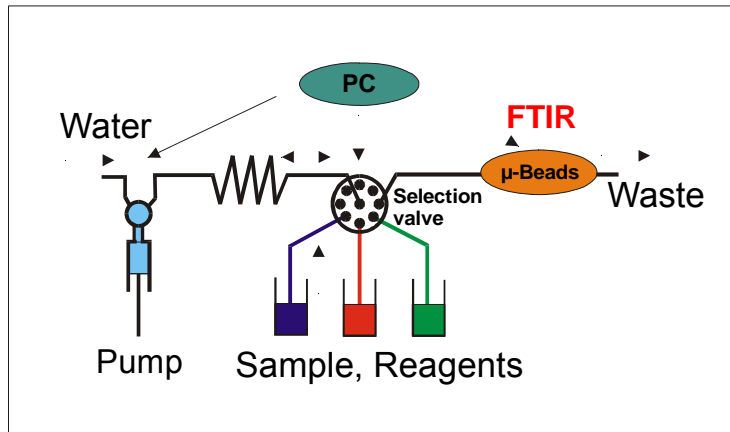 PC
Water
FTIR
µ-Beads
Selection
valve
Waste
Pump
Sample, Reagents